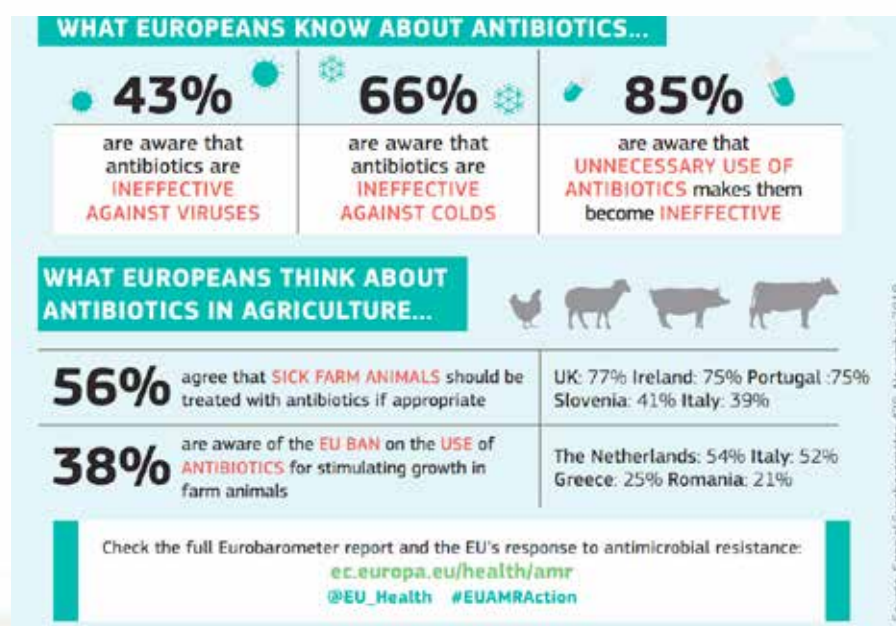 WHAT EUROPEANS KNOW ABOUT ANTIBIOTICS...
43%
are aware that
antibiotics are
INEFFECTIVE
AGAINST VIRUSES
66%
are aware that
antibiotics are
INEFFECTIVE
AGAINST COLDS
85%
are aware that
UNNECESSARY USE OF
ANTIBIOTICS makes them
become INEFFECTIVE
WHAT EUROPEANS THINK ABOUT
ANTIBIOTICS IN AGRICULTURE...
56%
agree that SICK FARM ANIMALS should be
treated with antibiotics if appropriate
UK: 77% Ireland: 75% Portugal :75%
Slovenia: 41% Italy: 39%
38%
are aware of the EU BAN on the USE of
ANTIBIOTICS for stimulating growth in
farm animals
The Netherlands: 54% Italy: 52%
Greece: 25% Romania: 21%
Check the full Eurobarometer report and the EU's response to antimicrobial resistance:
ec.europa.eu/health/amr
@EU_Health #EUAMRAction